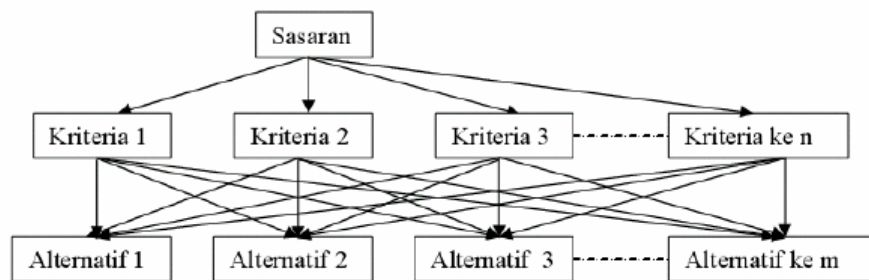 Sasaran
Kriteria 1
Kriteria 2
Kriteria 3
Kriteria ke n
Alternatif 1
Alternatif 2
Alternatif 3
Alternatif ke m